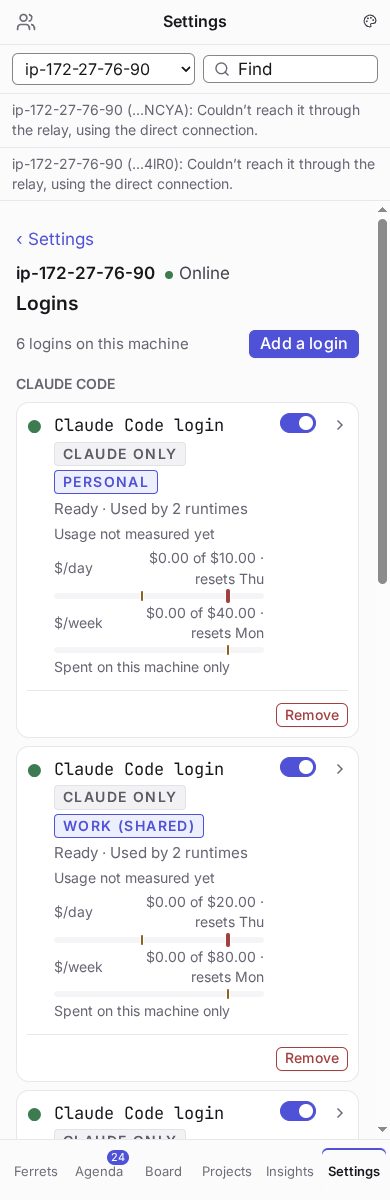 Settings
ip-172-27-76-90
Find
ip-172-27-76-90 (…NCYA): Couldn’t reach it through
the relay, using the direct connection.
ip-172-27-76-90 (…4lR0): Couldn’t reach it through the
relay, using the direct connection.
‹ Settings
ip-172-27-76-90 Online
Logins
6 logins on this machine
Add a login
CLAUDE CODE
Claude Code login
CLAUDE ONLY
PERSONAL
Ready · Used by 2 runtimes
Usage not measured yet
$/day
$0.00 of $10.00 ·
resets Thu
$/week
$0.00 of $40.00 ·
resets Mon
Spent on this machine only
Remove
Claude Code login
CLAUDE ONLY
WORK (SHARED)
Ready · Used by 2 runtimes
Usage not measured yet
$/day
$0.00 of $20.00 ·
resets Thu
$/week
$0.00 of $80.00 ·
resets Mon
Spent on this machine only
Remove
Claude Code login
CLAUDE ONLY
24
Ferrets Agenda Board Projects Insights Settings